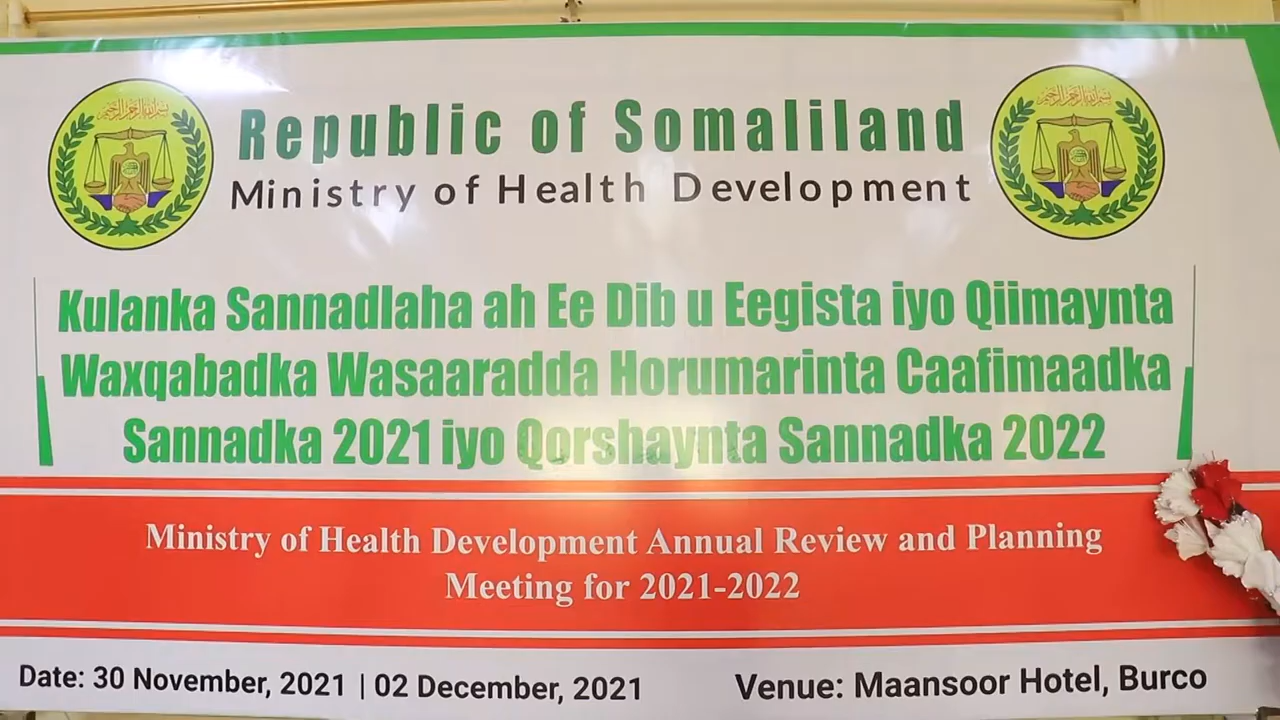 Republic of Somaliland
Ministry of Health Development
Kulanka Sannadlaha ah Ee Dib u Eegista iyo Qiimaynta
Waxqabadka Wasaaradda Horumarinta Caafimaadka
Sannadka 2021 iyo Qorshaynta Sannadka 2022
Ministry of Health Development Annual Review and Planning
Meeting for 2021-2022
Date: 30 November, 2021 | 02 December, 2021 Venue: Maansoor Hotel, Burco